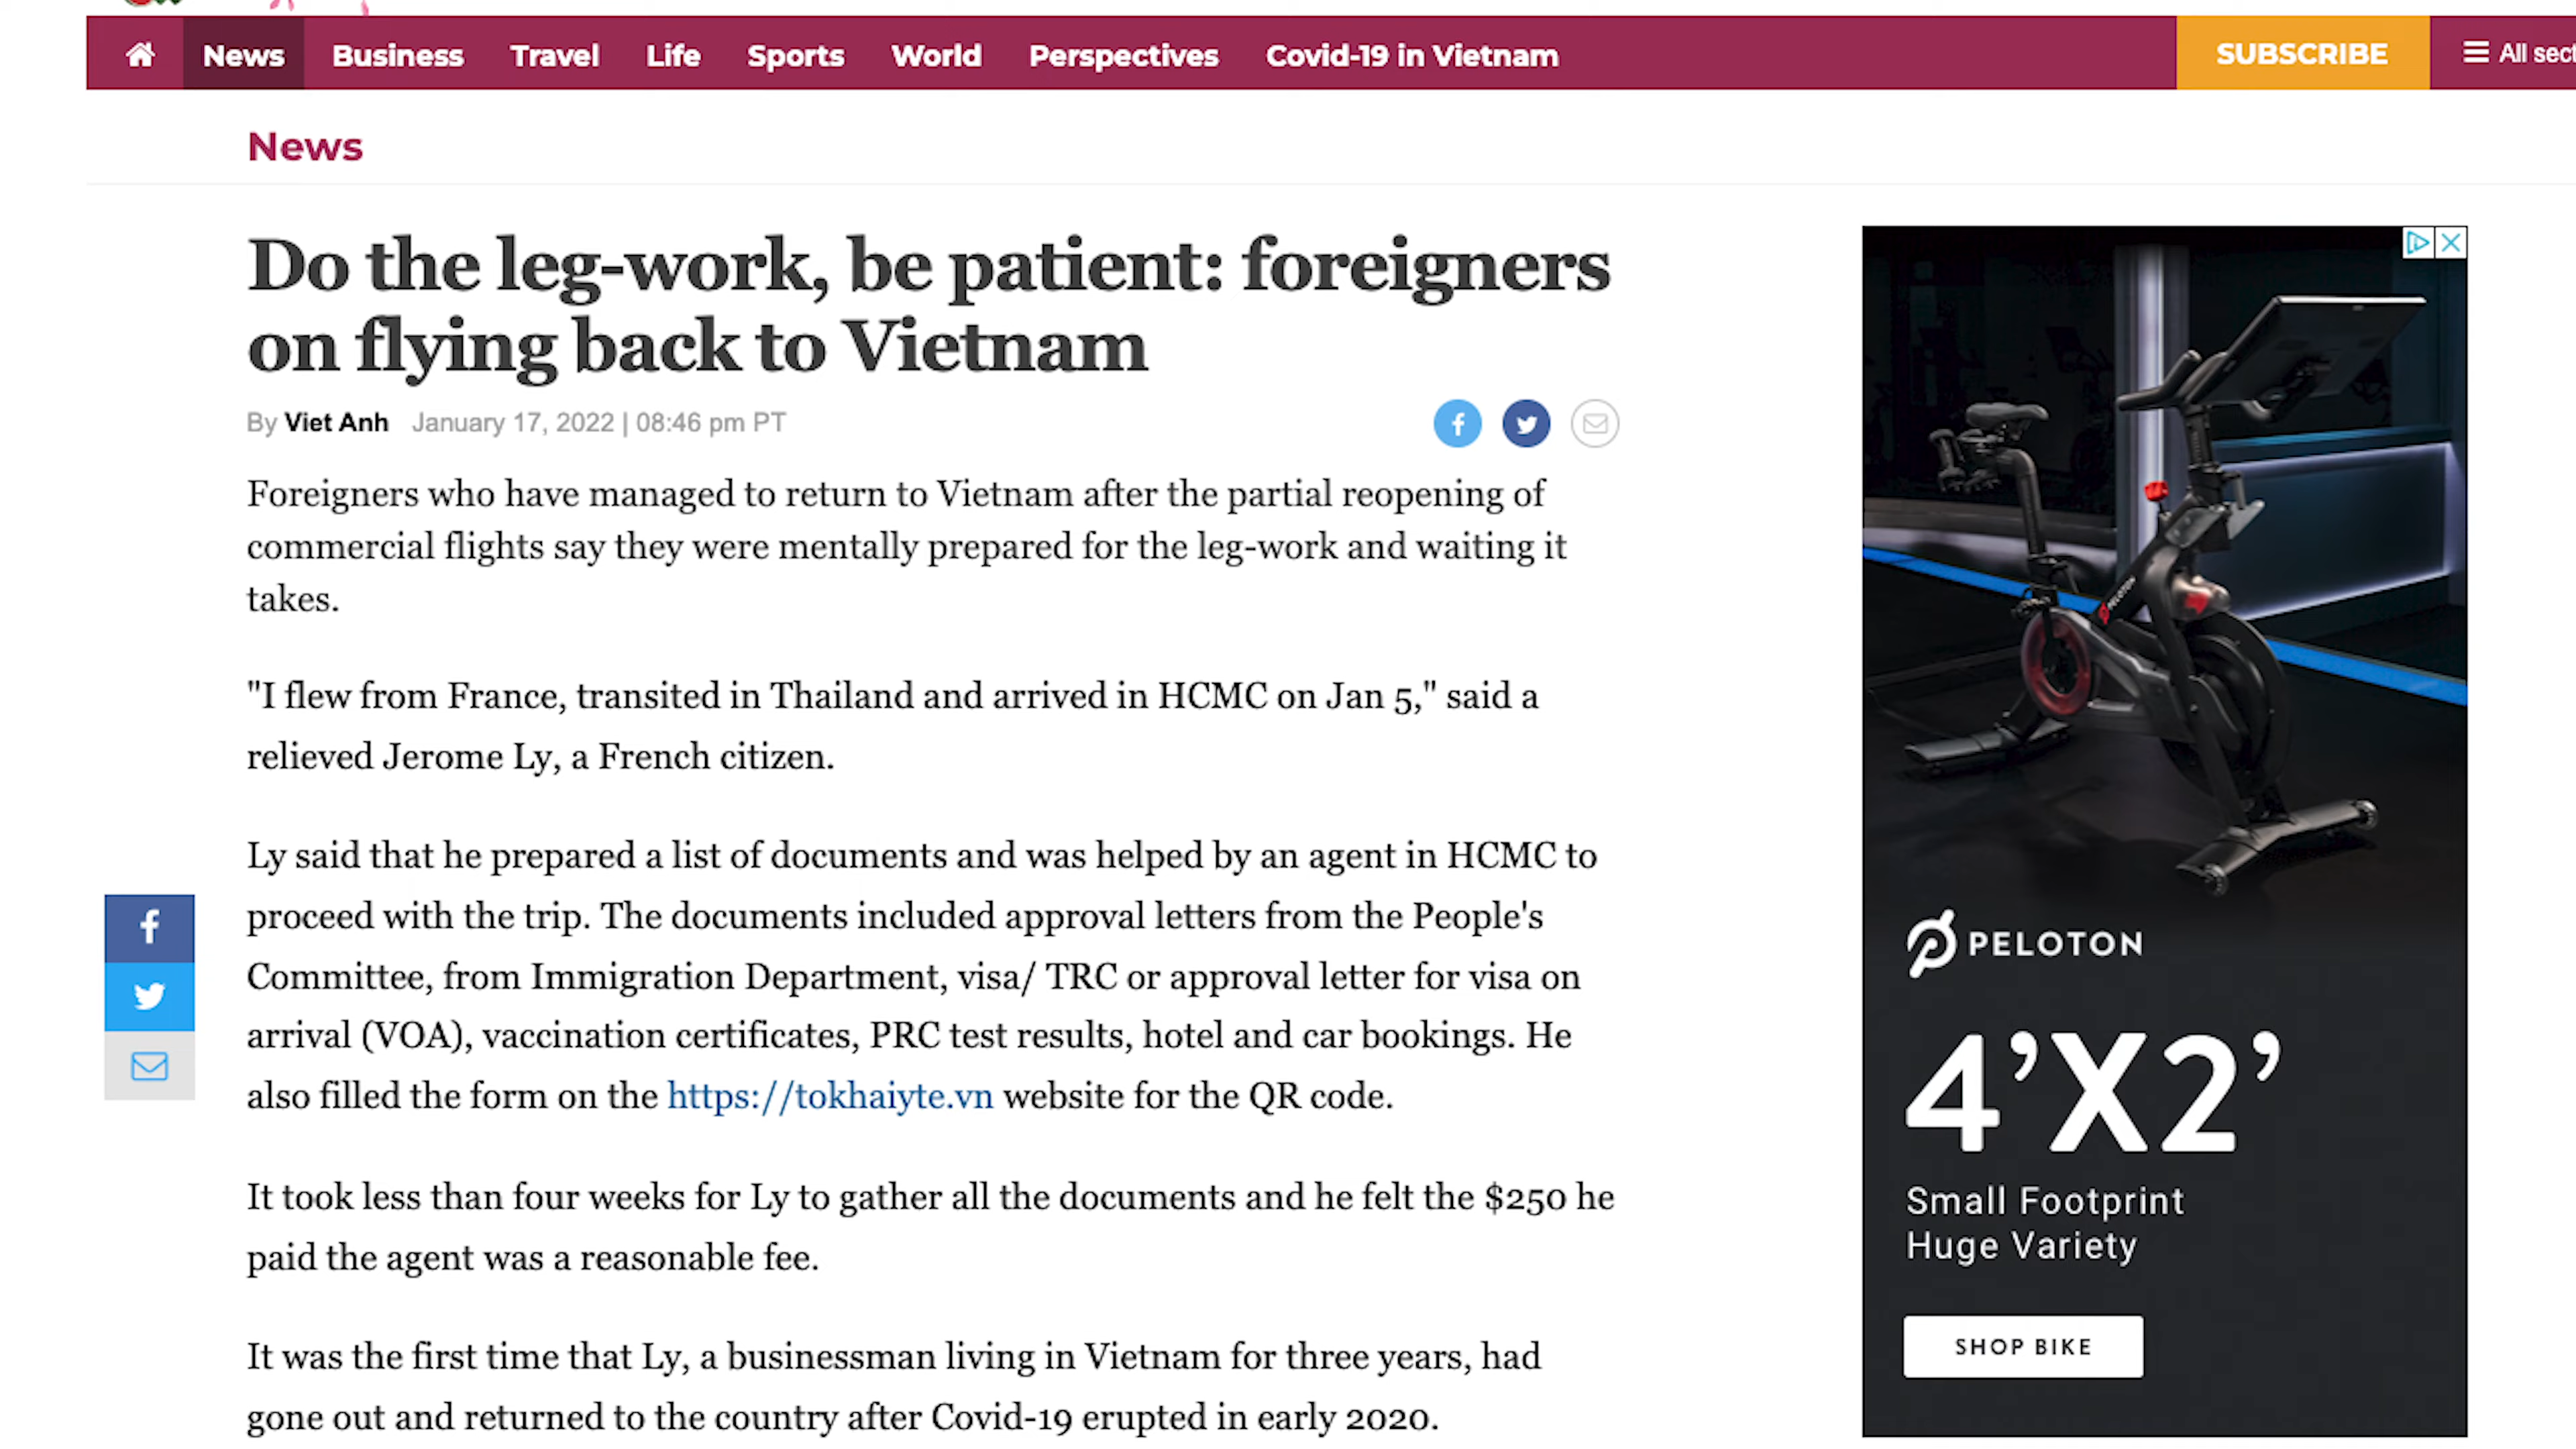 News Business Travel Life Sports World Perspectives Covid-19 in Vietnam SUBSCRIBE All
News
Do the leg-work, be patient: foreigners
on flying back to Vietnam
By Viet Anh January 17, 2022 | 08:46 pm PT
Foreigners who have managed to return to Vietnam after the partial reopening of
commercial flights say they were mentally prepared for the leg-work and waiting it
takes.
"I flew from France, transited in Thailand and arrived in HCMC on Jan 5," said a
relieved Jerome Ly, a French citizen.
Ly said that he prepared a list of documents and was helped by an agent in HCMC to
proceed with the trip. The documents included approval letters from the People's
Committee, from Immigration Department, visa/ TRC or approval letter for visa on
arrival (VOA), vaccination certificates, PRC test results, hotel and car bookings. He
also filled the form on the https://tokhaiyte.vn website for the QR code.
It took less than four weeks for Ly to gather all the documents and he felt the $250 he
paid the agent was a reasonable fee.
It was the first time that Ly, a businessman living in Vietnam for three years, had
gone out and returned to the country after Covid-19 erupted in early 2020.
PELOTON
PELOTON
4’X2’
Small Footprint
Huge Variety
SHOP BIKE